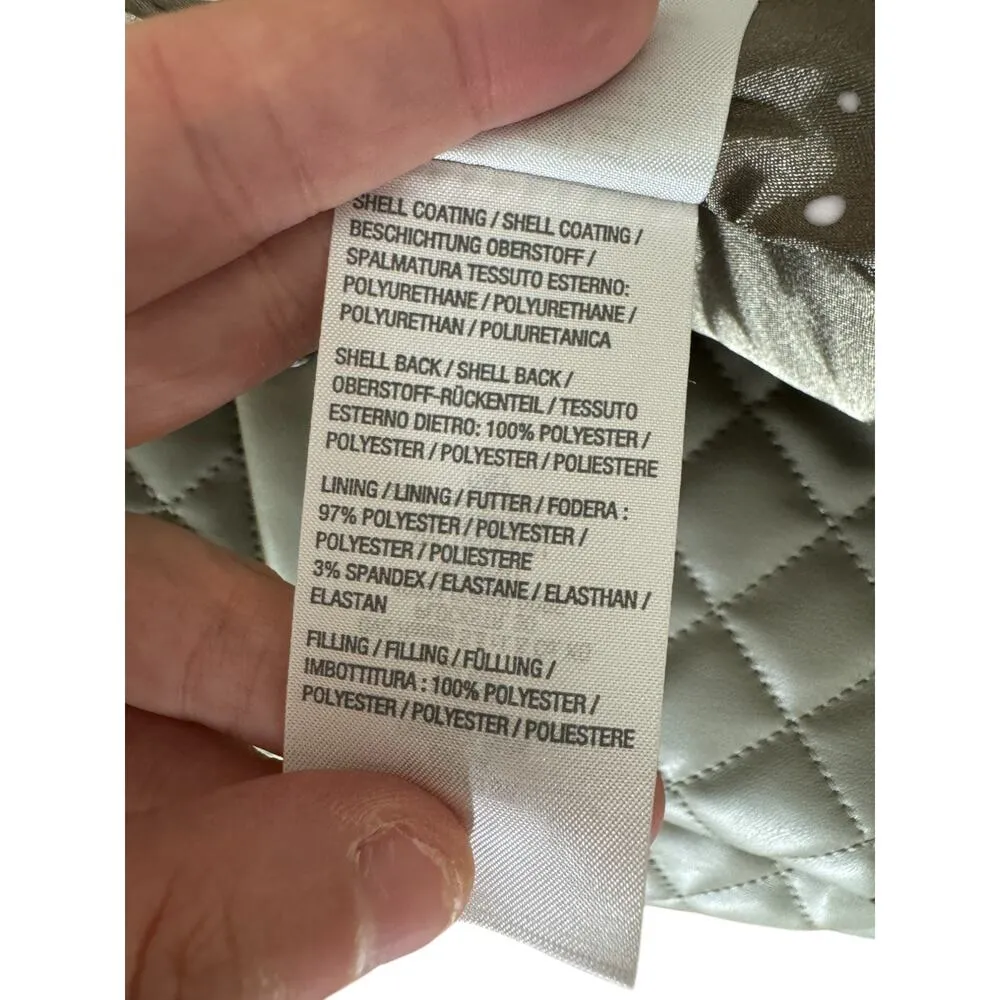 SHELL COATING / SHELL COATING /
BESCHICHTUNG OBERSTOFF /
SPALMATURA TESSUTO ESTERNO:
POLYURETHANE / POLYURETHANE /
POLYURETHAN / POLIURETANICA
SHELL BACK / SHELL BACK /
OBERSTOFF-RÜCKENTEIL / TESSUTO
ESTERNO DIETRO: 100% POLYESTER /
POLYESTER / POLYESTER / POLIESTERE
LINING / LINING / FUTTER / FODERA :
97% POLYESTER / POLYESTER /
POLYESTER / POLIESTERE
3% SPANDEX / ELASTANE / ELASTHAN /
ELASTAN
FILLING / FILLING / FÜLLUNG /
IMBOTTITURA : 100% POLYESTER /
POLYESTER / POLYESTER / POLIESTERE